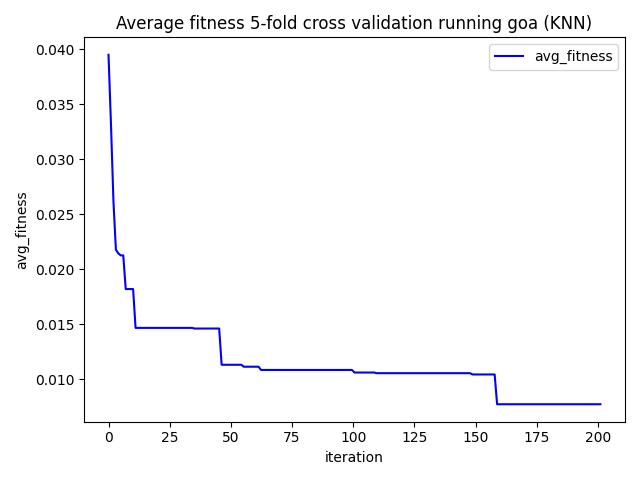 Average fitness 5-fold cross validation running goa (KNN)
avg_fitness
0.040
0.035
0.030
0.025
0.020
0.015
0.010
avg_fitness
0 25 50 75 100 125 150 175 200
iteration